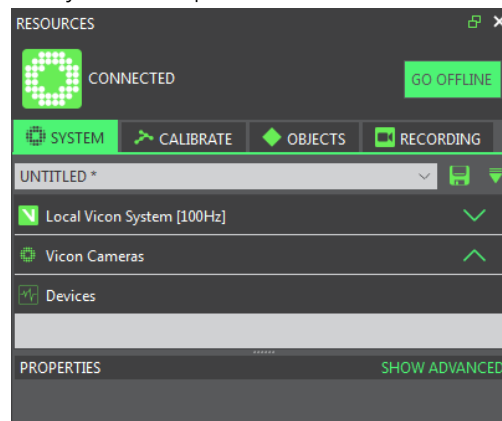 RESOURCES
CONNECTED
GO OFFLINE
SYSTEM
CALIBRATE
OBJECTS
RECORDING
UNTITLED *
Local Vicon System [100Hz]
Vicon Cameras
Devices
PROPERTIES
SHOW ADVANCED